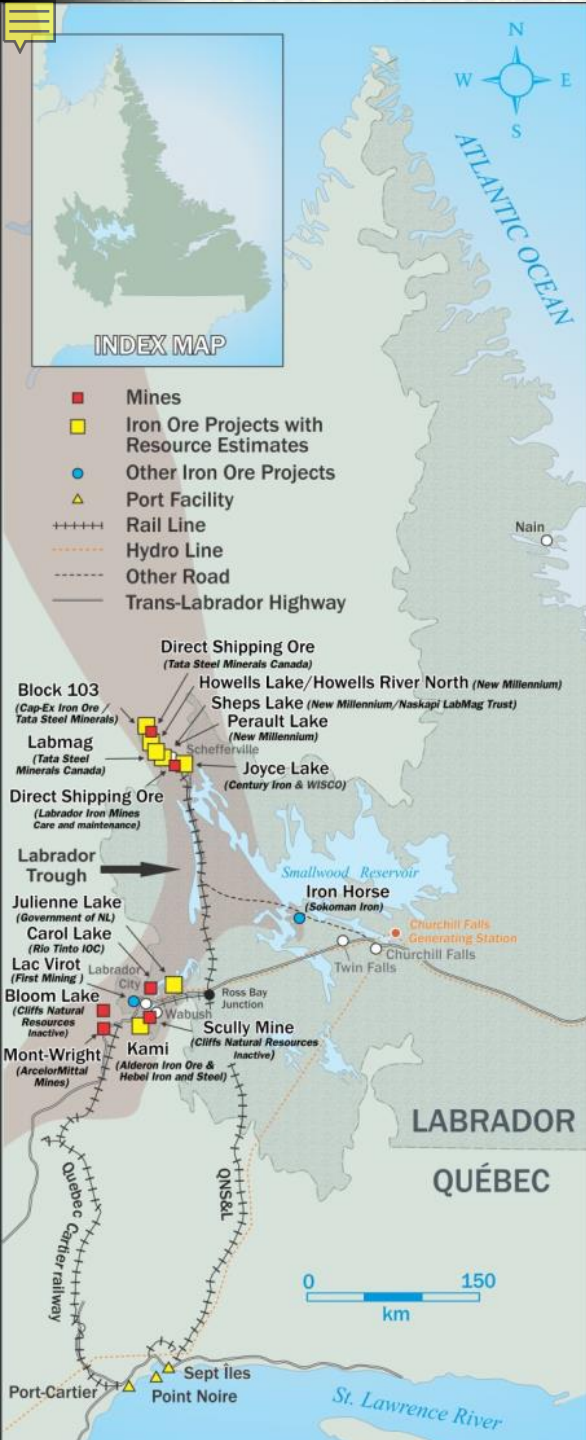 N
W
E
S
ATLANTIC OCEAN
INDEX MAP
Mines
Iron Ore Projects with
Resource Estimates
Other Iron Ore Projects
Port Facility
Rail Line
Hydro Line
Other Road
Trans-Labrador Highway
Nain
Direct Shipping Ore
(Tata Steel Minerals Canada)
Howells Lake/Howells River North (New Millennium)
Block 103
(Cap-Ex Iron Ore
Tata Steel Minerals)
Sheps Lake (New Millennium/Naskapi LabMag Trust)
Perault Lake
(New Millennium)
Labmag
(Tata Steel
Minerals Canada)
Schefferville
Joyce Lake
(Century Iron & WISCO)
Direct Shipping Ore
(Labrador Iron Mines
Care and maintenance)
Labrador
Trough
Smallwood Reservoir
Iron Horse
(Sokoman Iron)
Julienne Lake
(Government of NL)
Carol Lake
(Rio Tinto IOC)
Churchill Falls
Generating Station
Churchill Falls
Twin Falls
Lac Virot
(First Mining )
Labrador
City
Bloom Lake
(Cliffs Natural
Resources
Inactive)
Wabush
Ross Bay
Junction
Scully Mine
(Cliffs Natural Resources
Inactive)
Mont-Wright
(ArcelorMittal
Mines)
Kami
(Alderon Iron Ore &
Hebei Iron and Steel)
LABRADOR
QUÉBEC
Quebec Cartier railway
QNS&L
0 150
km
Sept Îles
Port-Cartier
Point Noire
St. Lawrence River